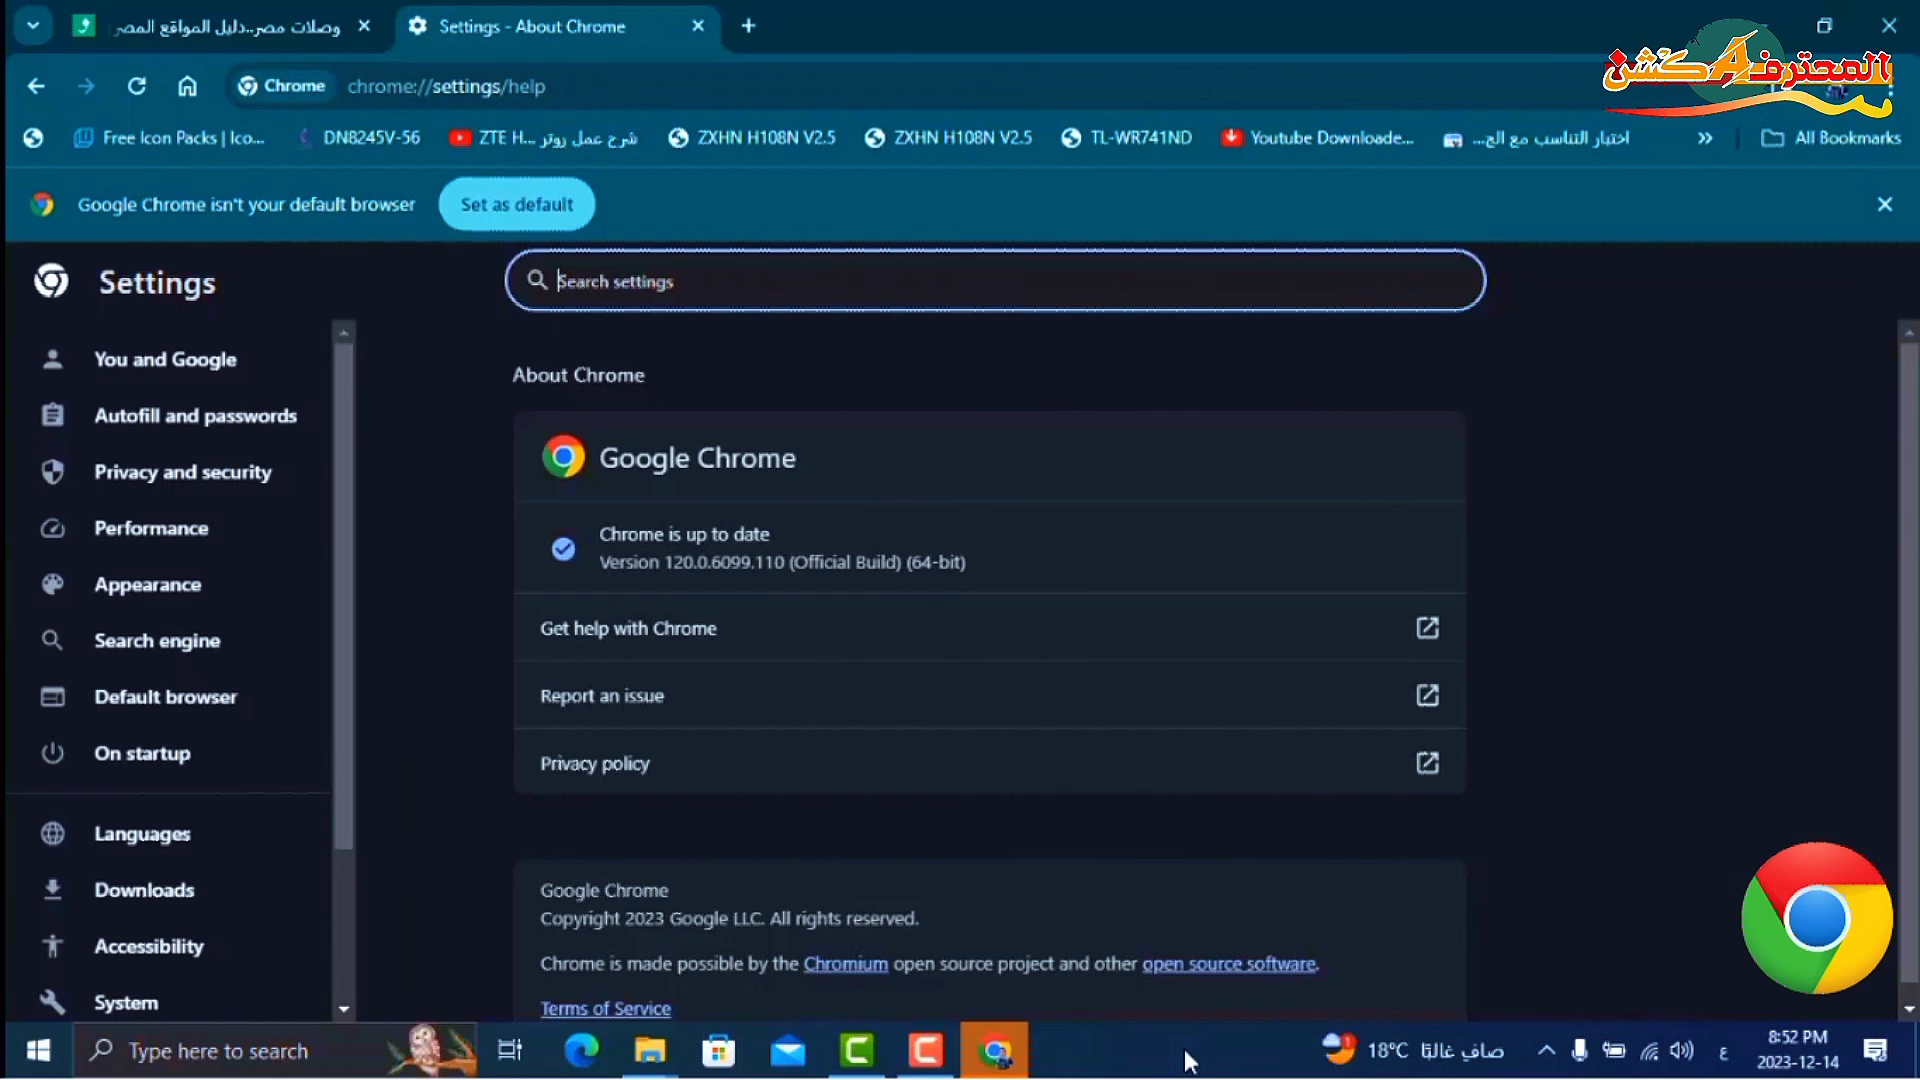 وصلات مصر..دليل المواقع المصر
Settings - About Chrome
المحترف أكشن
Chrome
chrome://settings/help
Free Icon Packs | Ico...
DN8245V-56
شرح عمل روتر ZTE H...
ZXHN H108N V2.5
ZXHN H108N V2.5
TL-WR741ND
Youtube Downloade...
اختبار التناسب مع الج...
All Bookmarks
Google Chrome isn't your default browser
Set as default
Settings
Search settings
You and Google
Autofill and passwords
Privacy and security
Performance
Appearance
Search engine
Default browser
On startup
Languages
Downloads
Accessibility
System
About Chrome
Google Chrome
Chrome is up to date
Version 120.0.6099.110 (Official Build) (64-bit)
Get help with Chrome
Report an issue
Privacy policy
Google Chrome
Copyright 2023 Google LLC. All rights reserved.
Chrome is made possible by the Chromium open source project and other open source software.
Terms of Service
Type here to search
18°C صافٍ غالبًا
ع
8:52 PM
2023-12-14